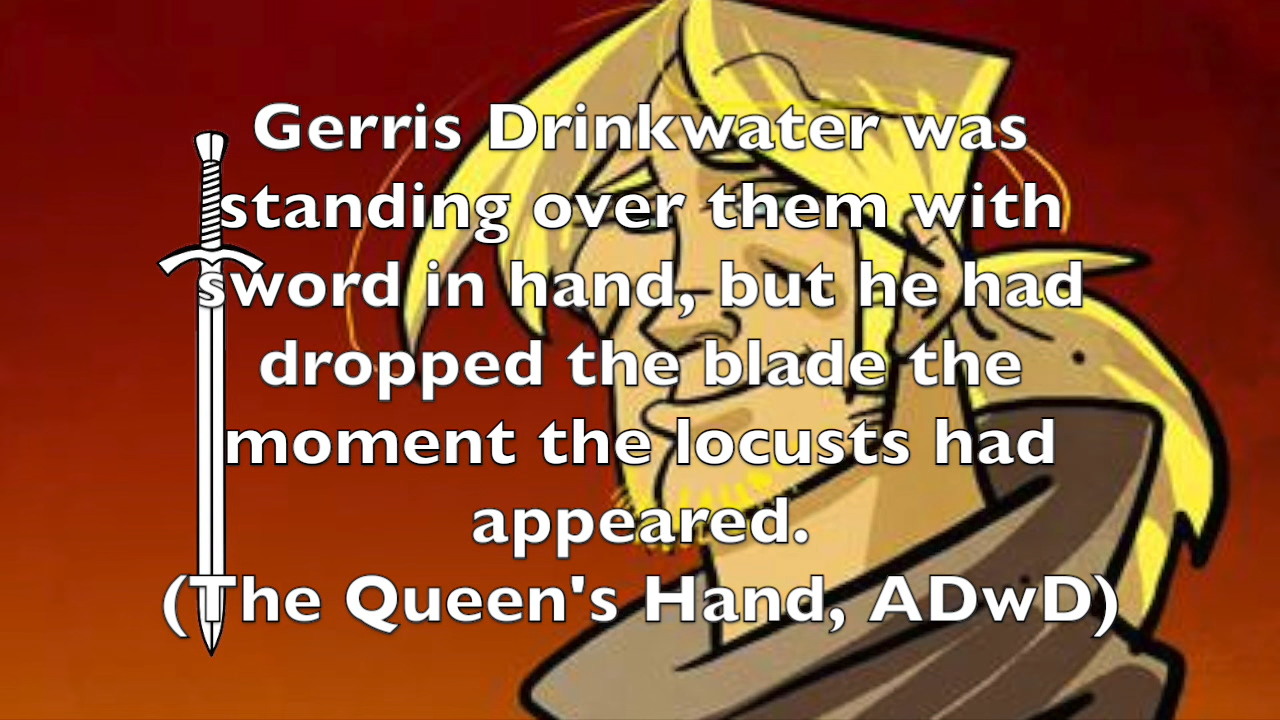 Gerris Drinkwater was
standing over them with
sword in hand, but he had
dropped the blade the
moment the locusts had
appeared.
(The Queen's Hand, ADwD)